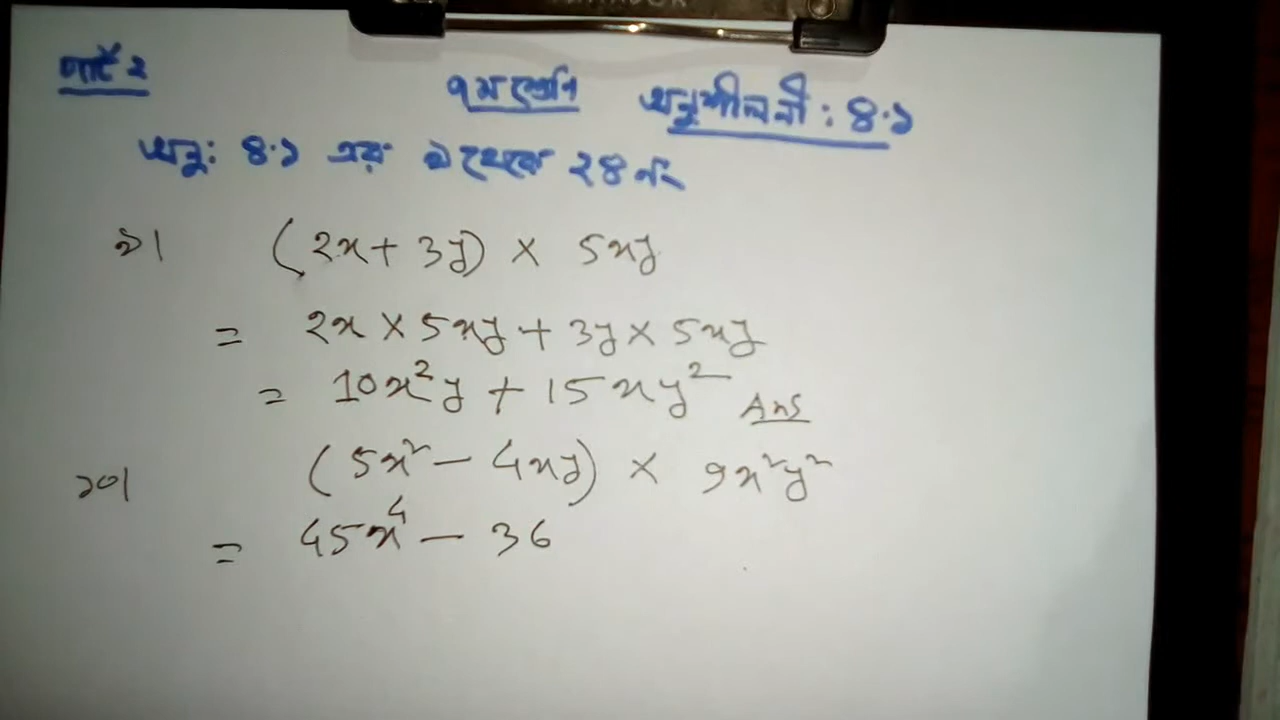 পার্ট ২
৭ম শ্রেণি অনুশীলনী : ৪.১
অনু: ৪.১ এর ৯ থেকে ২৪ নং
৯। (2x + 3y) × 5xy
= 2x × 5xy + 3y × 5xy
= 10x²y + 15xy² Ans
১০। (5x² - 4xy) × 9x²y²
= 45x⁴ - 36